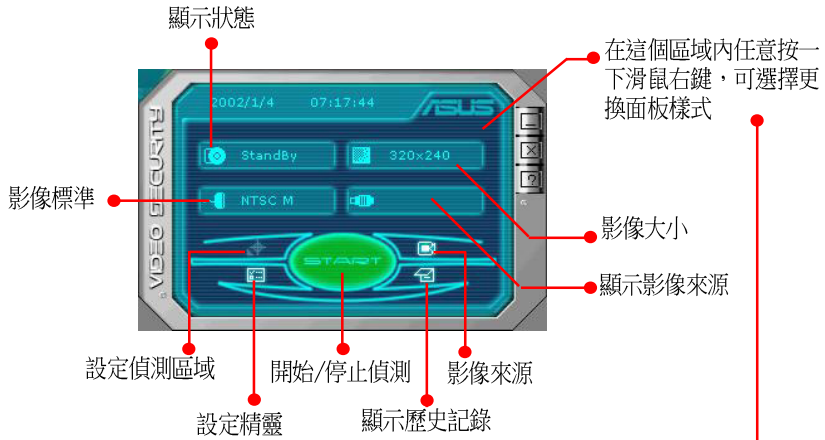 顯示狀態
在這個區域內任意按一
下滑鼠右鍵，可選擇更
換面板樣式
2002/1/4 07:17:44
ASUS
VIDEO SECURITY
StandBy
320×240
影像標準
NTSC M
影像大小
START
顯示影像來源
設定偵測區域
開始/停止偵測
影像來源
設定精靈
顯示歷史記錄